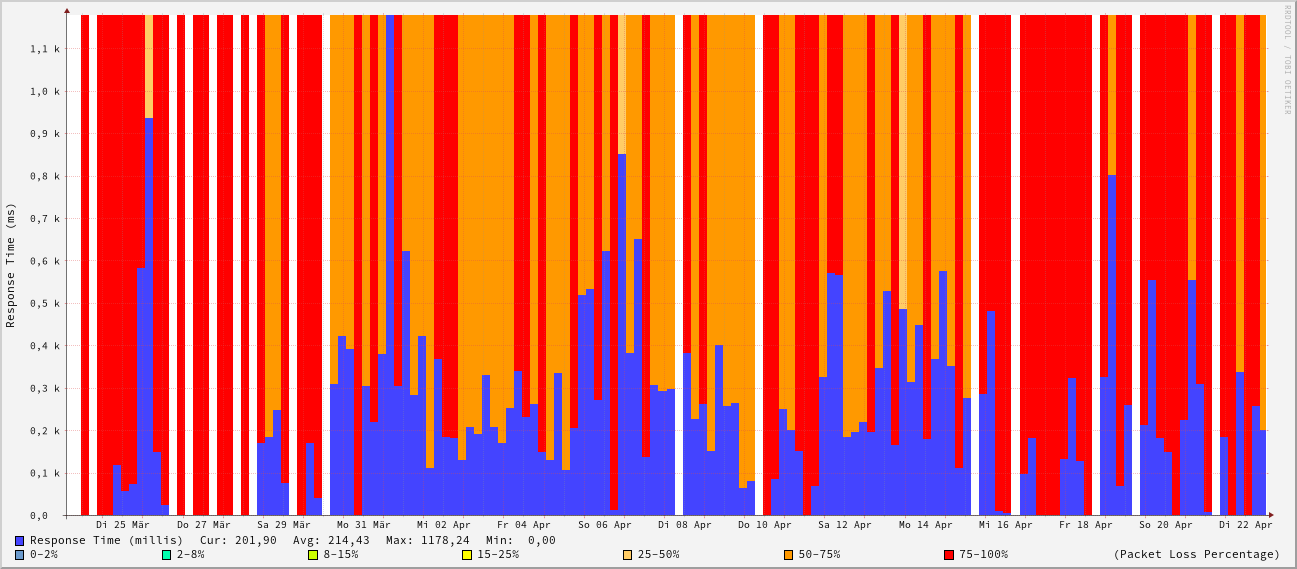 RRDTOOL / TOBI OETIKER
Response Time (ms)
1,1 k
1,0 k
0,9 k
0,8 k
0,7 k
0,6 k
0,5 k
0,4 k
0,3 k
0,2 k
0,1 k
0,0
Di 25 Mär Do 27 Mär Sa 29 Mär Mo 31 Mär Mi 02 Apr Fr 04 Apr So 06 Apr Di 08 Apr Do 10 Apr Sa 12 Apr Mo 14 Apr Mi 16 Apr Fr 18 Apr So 20 Apr Di 22 Apr
Response Time (millis) Cur: 201,90 Avg: 214,43 Max: 1178,24 Min: 0,00
0-2% 2-8% 8-15% 15-25% 25-50% 50-75% 75-100% (Packet Loss Percentage)